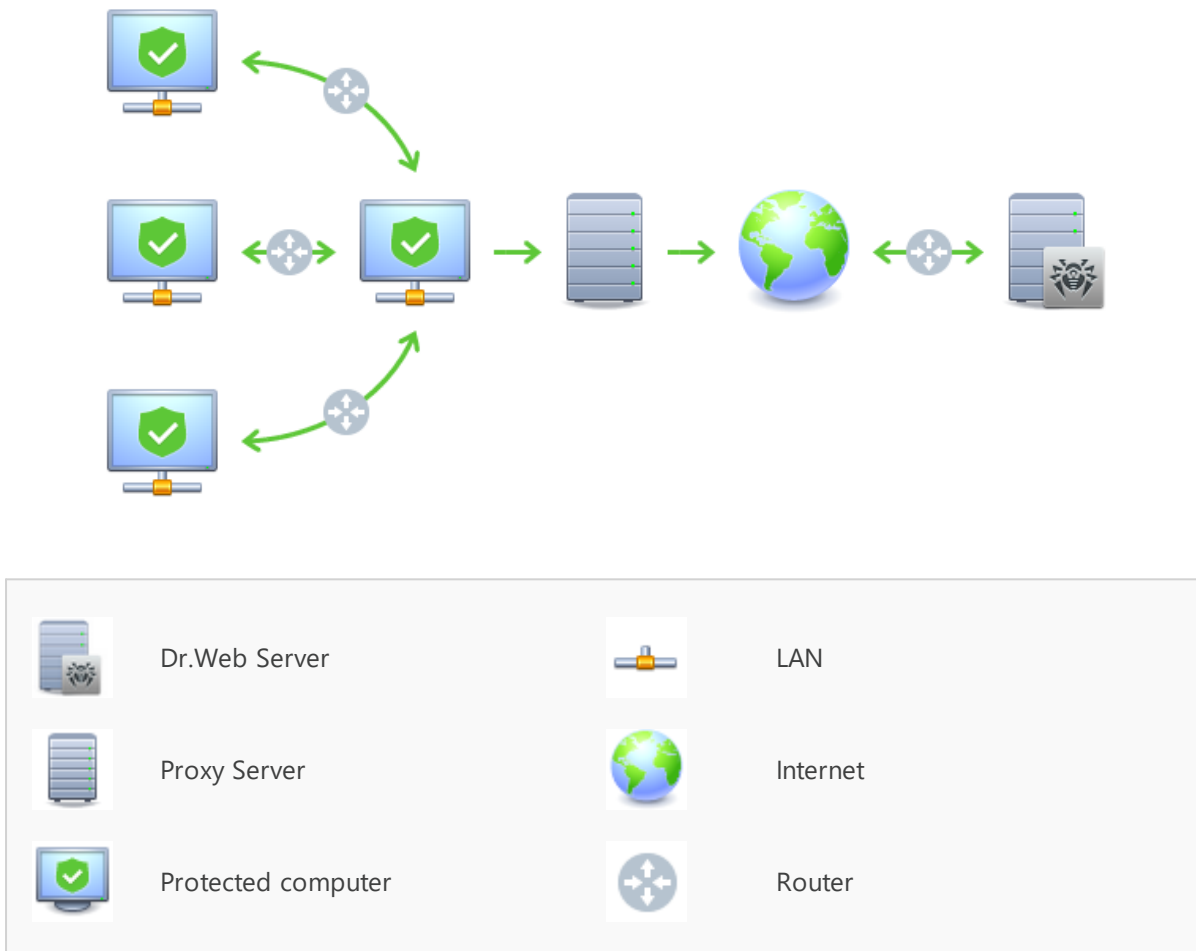 Dr.Web Server
LAN
Proxy Server
Internet
Protected computer
Router